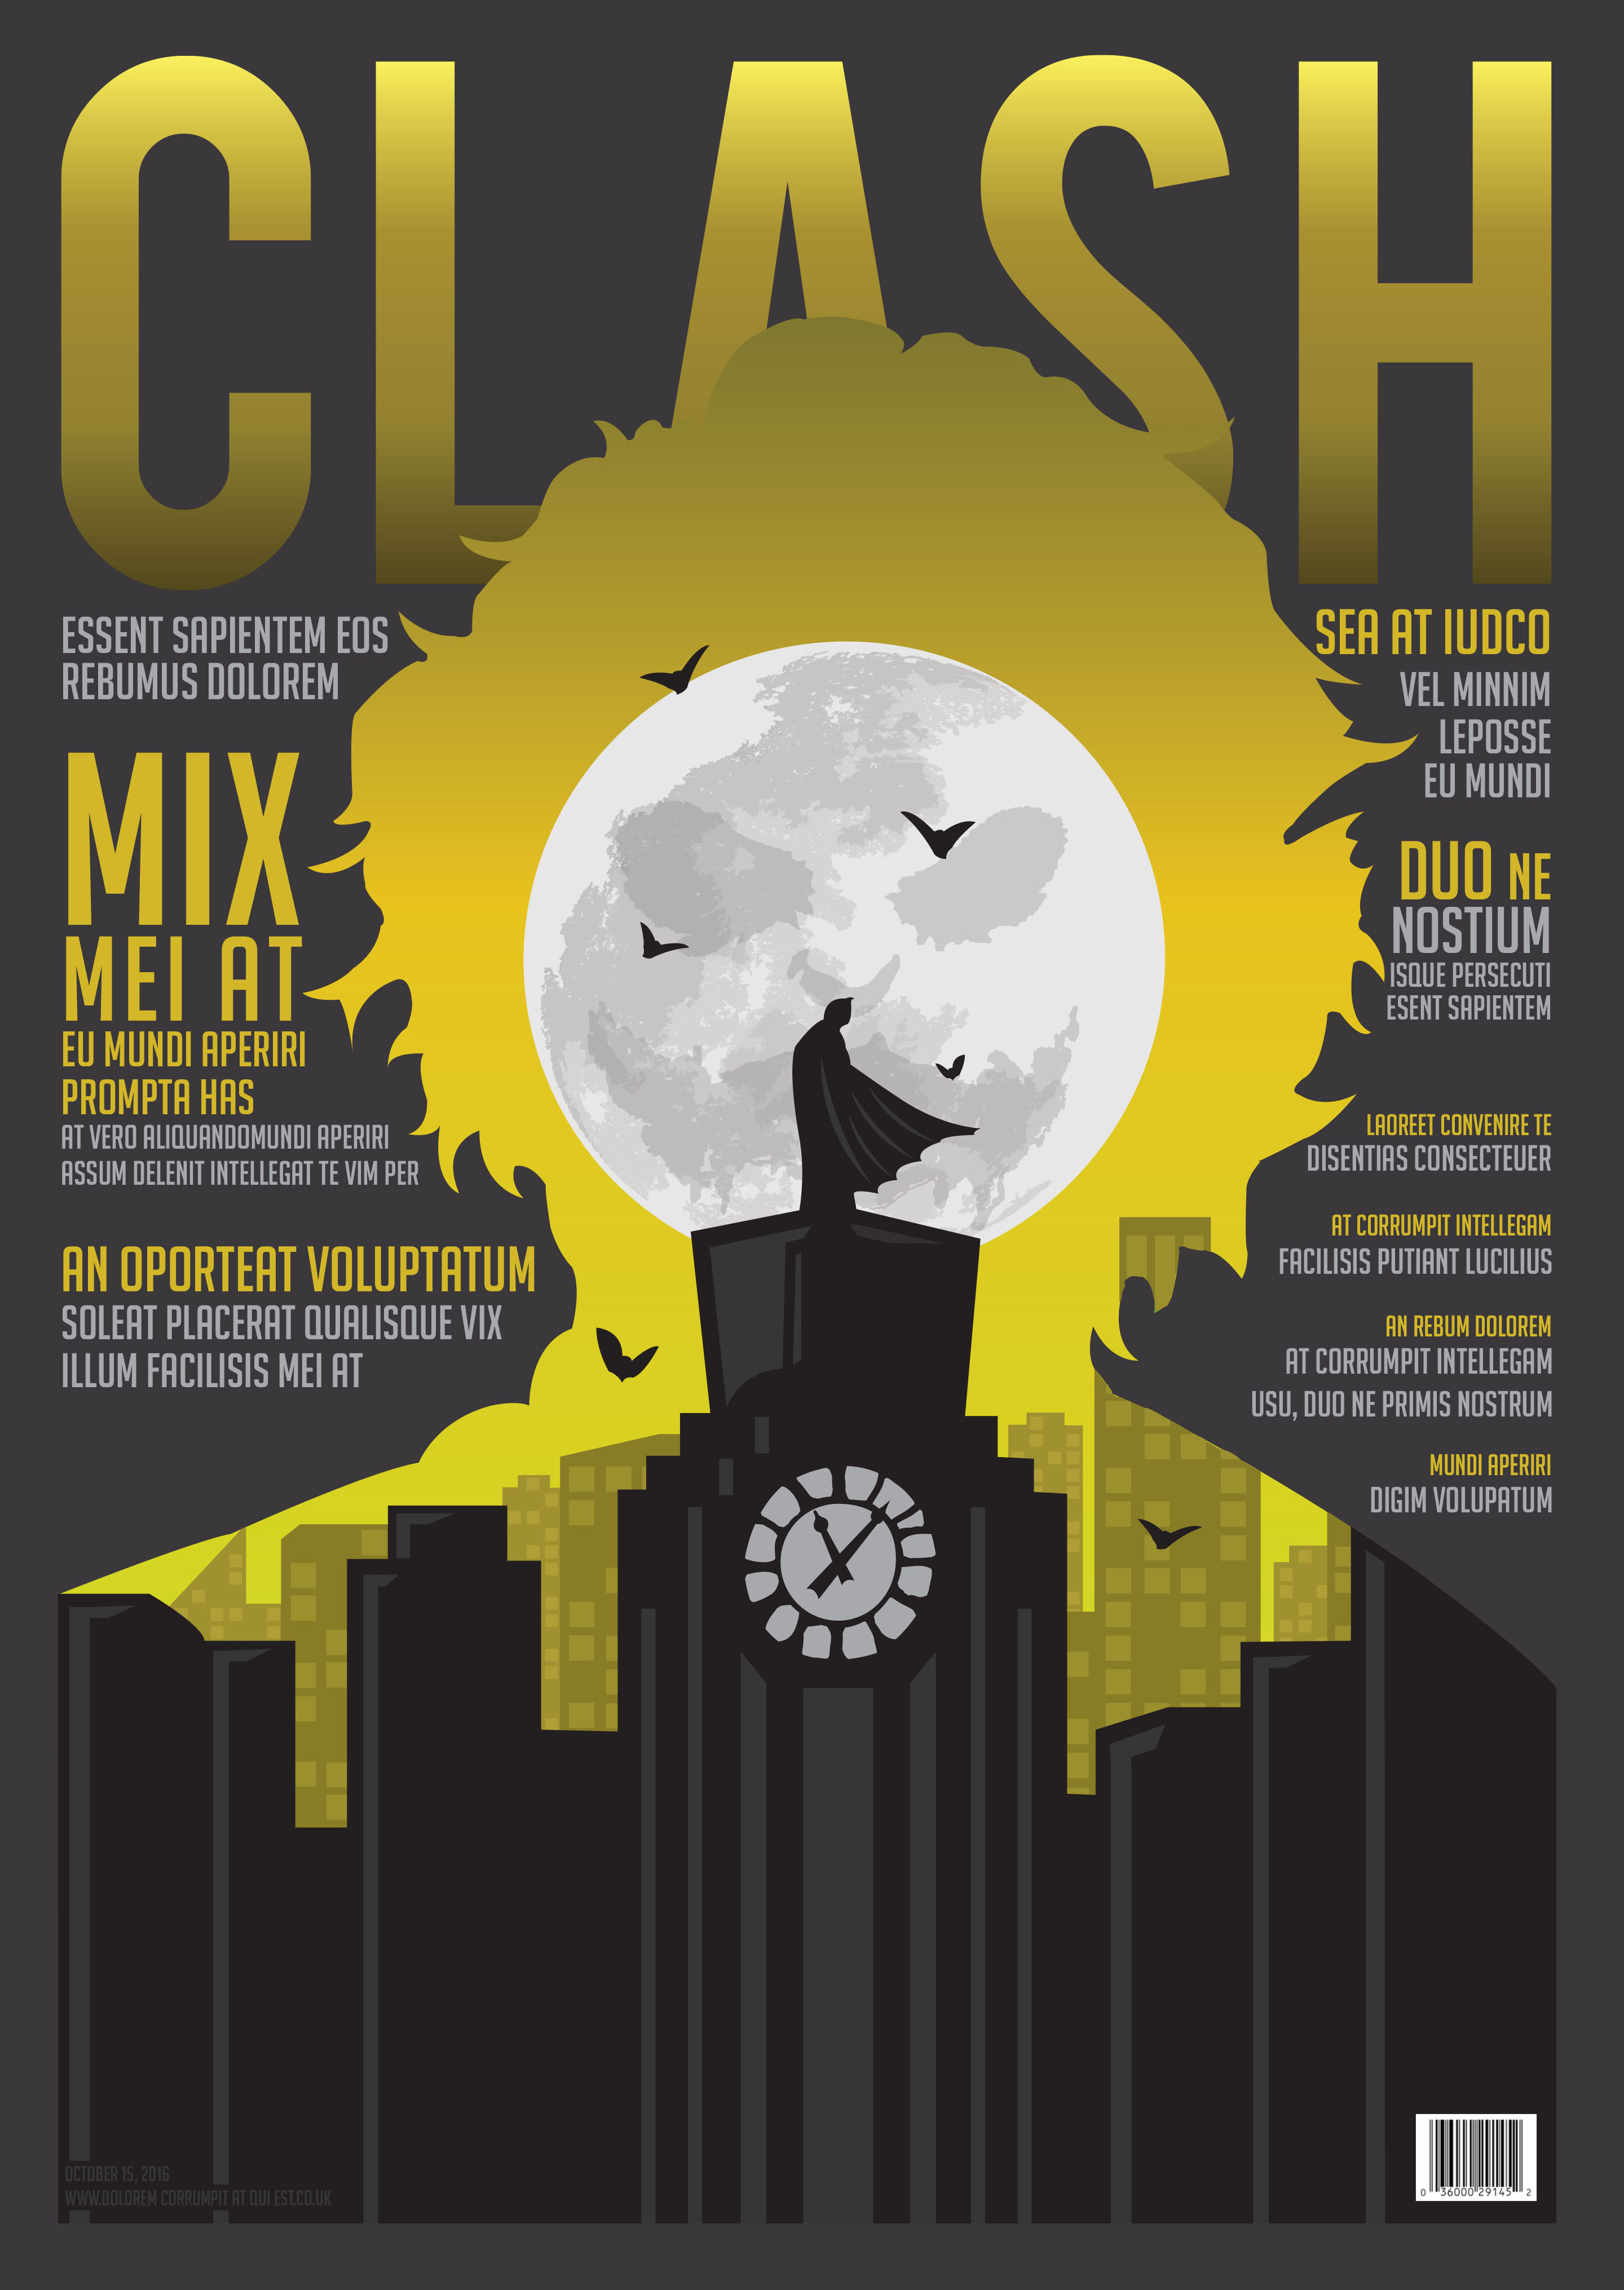 CLASH
ESSENT SAPIENTEM EOS
REBUMUS DOLOREM
MIX
MEI AT
EU MUNDI APERIRI
PROMPTA HAS
AT VERO ALIQUANDOMUNDI APERIRI
ASSUM DELENIT INTELLEGAT TE VIM PER
AN OPORTEAT VOLUPTATUM
SOLEAT PLACERAT QUALISQUE VIX
ILLUM FACILISIS MEI AT
SEA AT IUDCO
VEL MINNIM
LEPOSSE
EU MUNDI
DUO NE
NOSTIUM
ISQUE PERSECUTI
ESENT SAPIENTEM
LAOREET CONVENIRE TE
DISENTIAS CONSECTEUER
AT CORRUMPIT INTELLEGAM
FACILISIS PUTIANT LUCILIUS
AN REBUM DOLOREM
AT CORRUMPIT INTELLEGAM
USU, DUO NE PRIMIS NOSTRUM
MUNDI APERIRI
DIGIM VOLUPATUM
OCTOBER 15, 2016
WWW.DOLOREM CORRUMPIT AT QUI EST.CO.UK
0 36000 29145 2